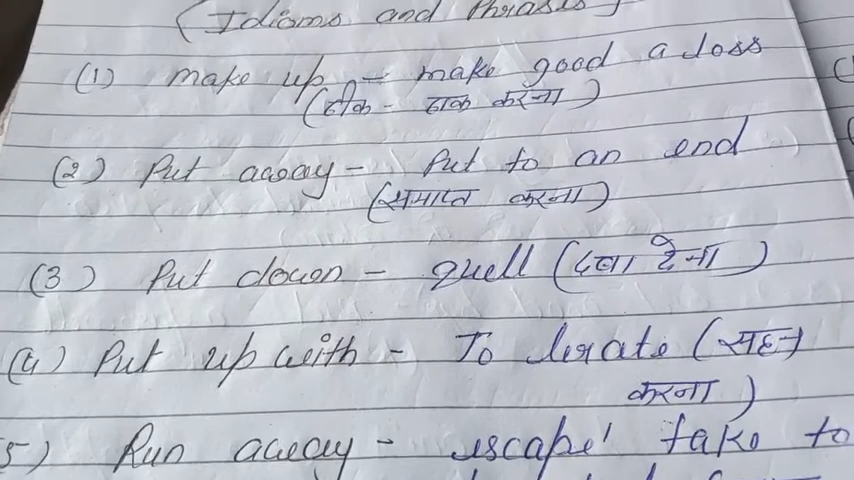 (Idioms and Phrases)
(1) make up - make good a loss
(ठीक - ठाक करना)
(2) Put away - Put to an end
(समाप्त करना)
(3) Put down - quell (दबा देना)
(4) Put up with - To lerate (सहन
करना)
5) Run away - escape' take to